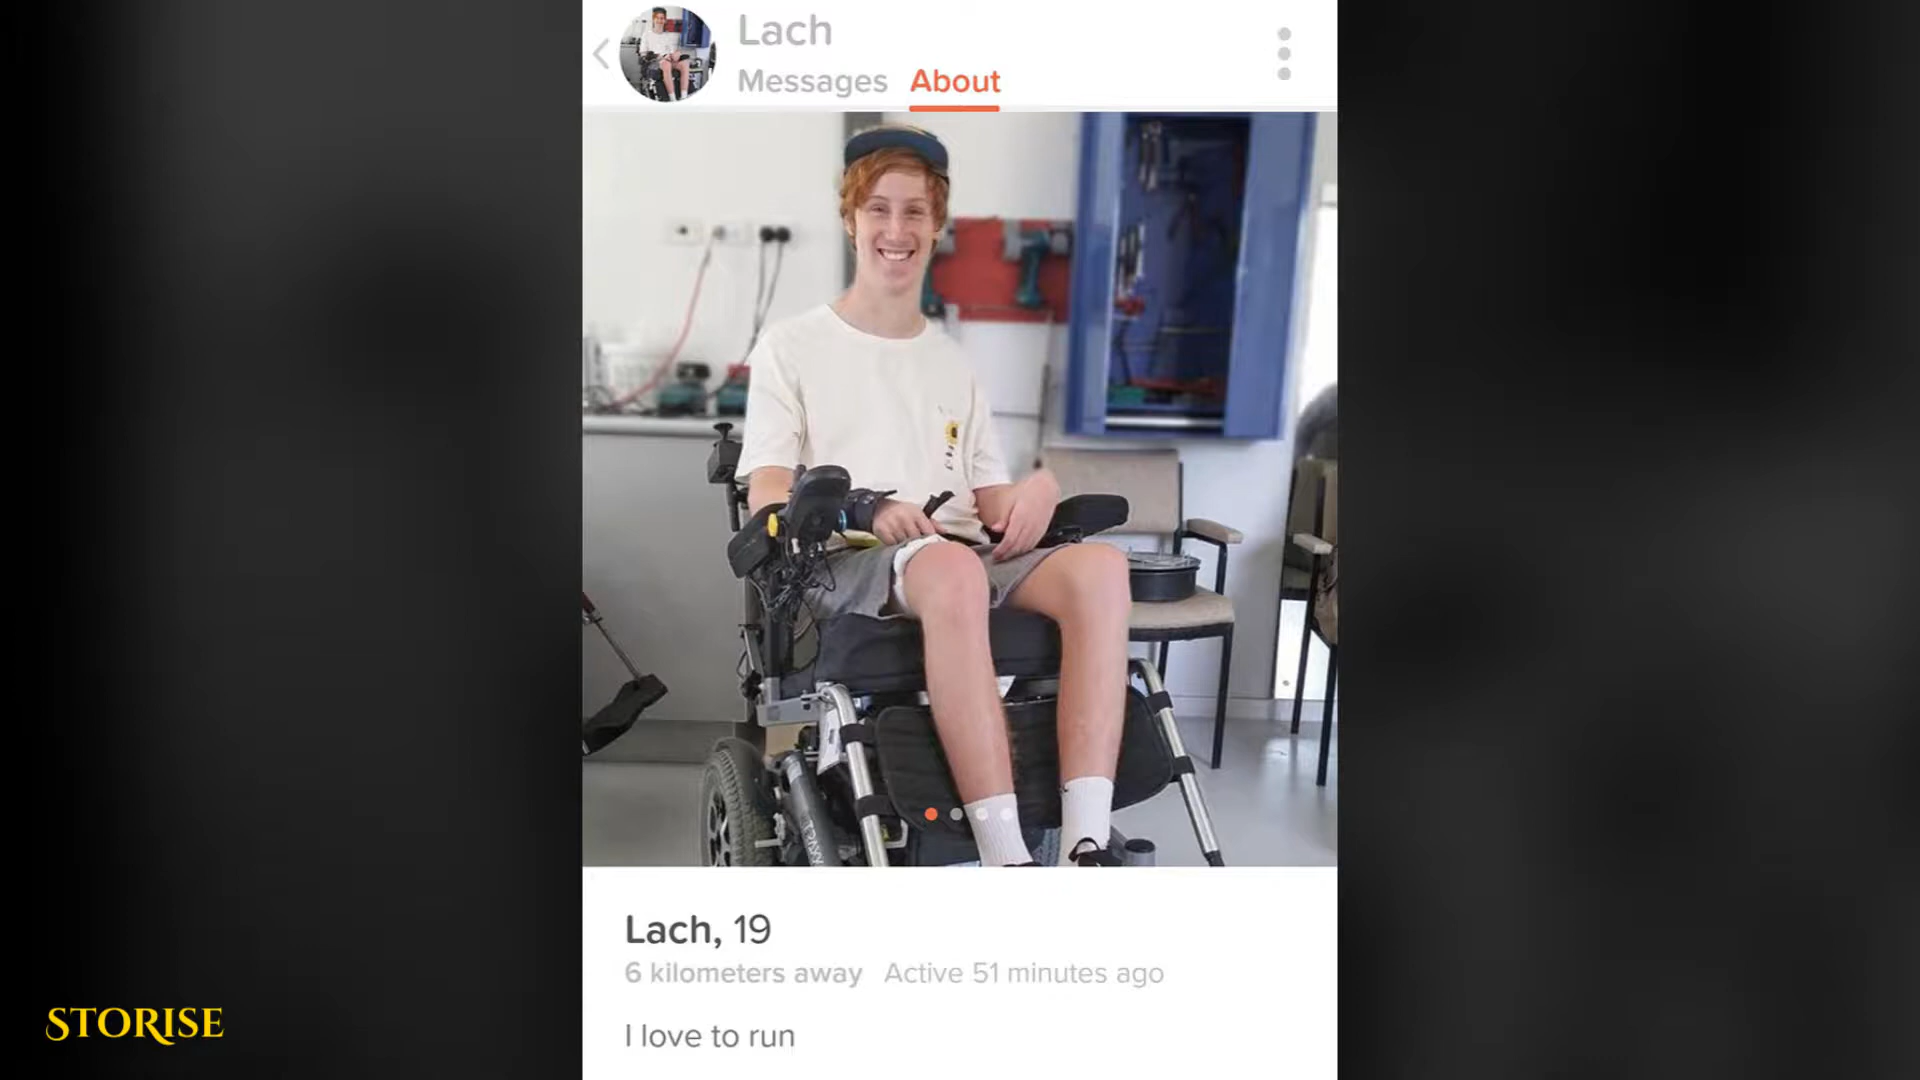 Lach
Messages About
Lach, 19
6 kilometers away Active 51 minutes ago
I love to run
STORISE